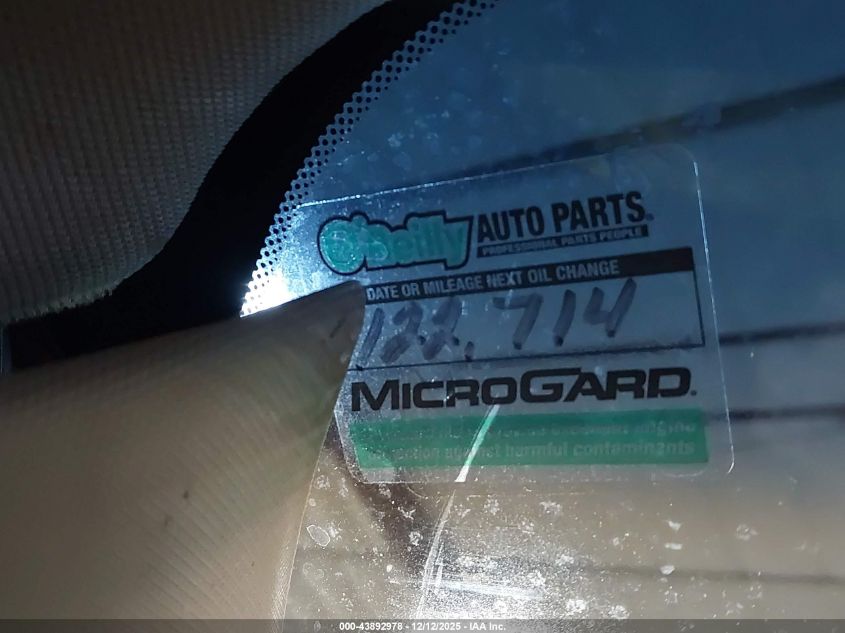 O'Reilly AUTO PARTS.
PROFESSIONAL PARTS PEOPLE
DATE OR MILEAGE NEXT OIL CHANGE
122,714
MICROGARD.
engine
against harmful contaminants
000-43892978 - 12/12/2025 - IAA Inc.